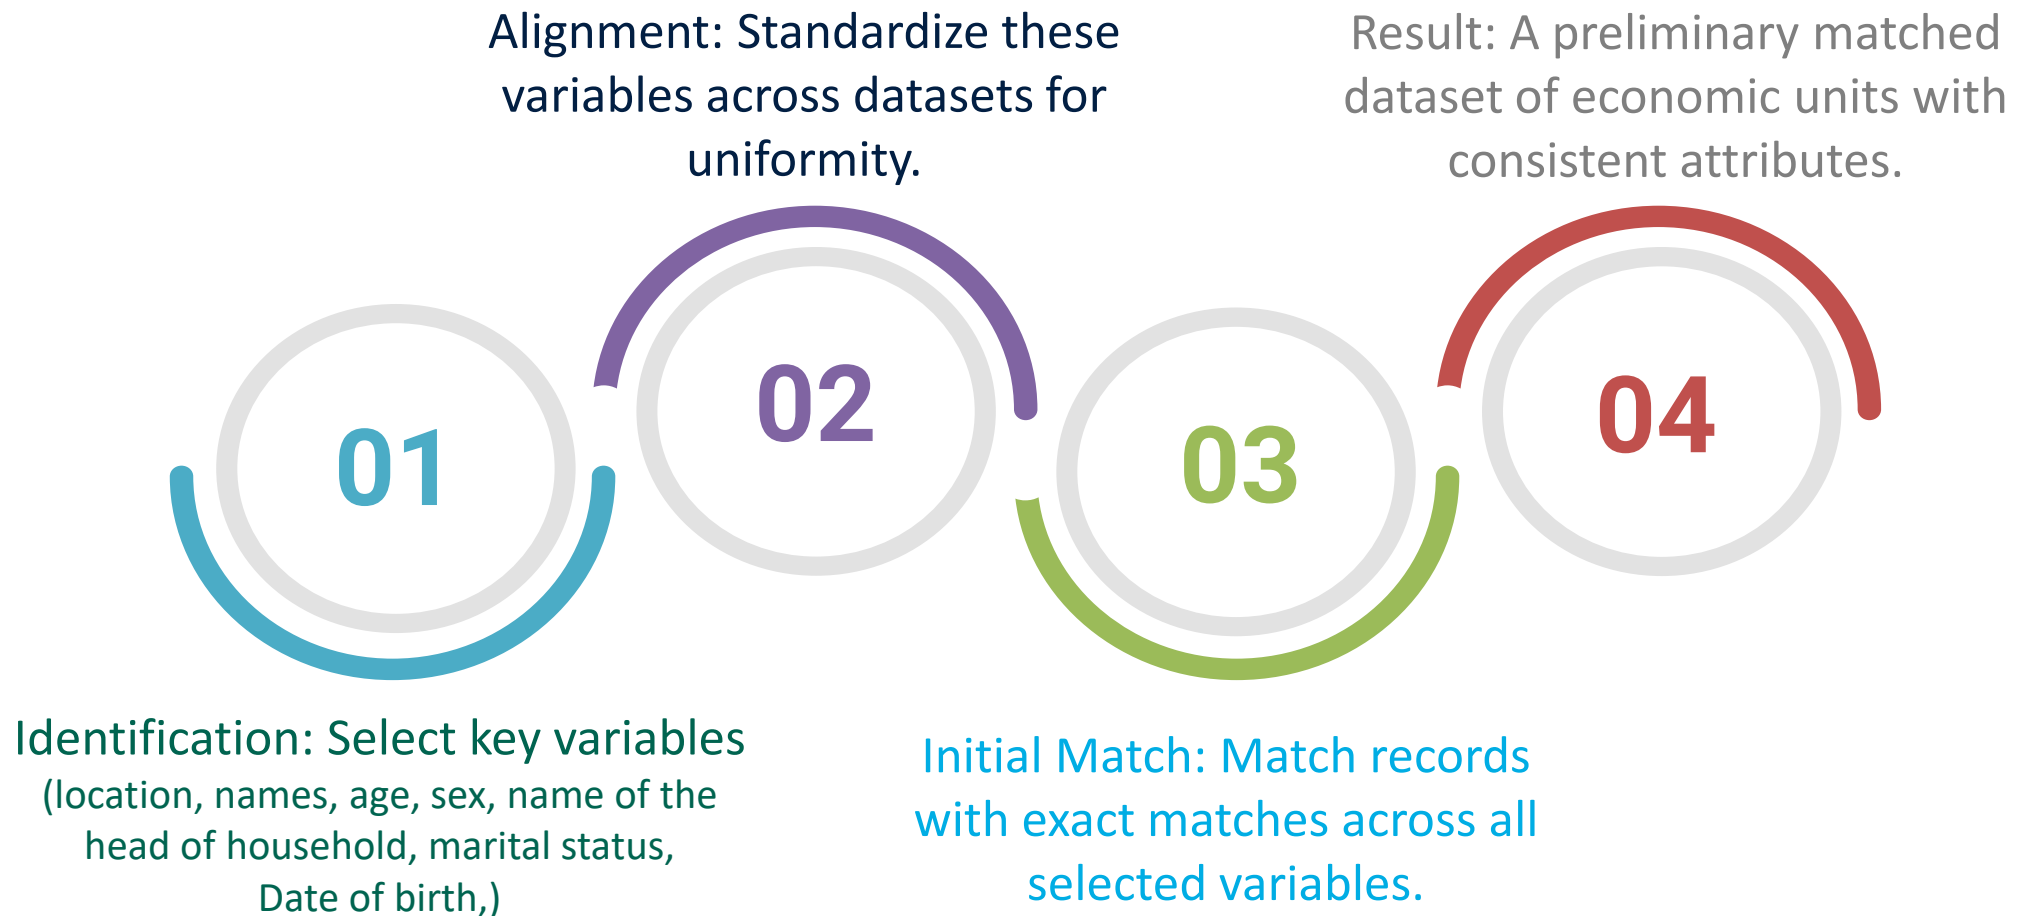 Alignment: Standardize these
variables across datasets for
uniformity.
Result: A preliminary matched
dataset of economic units with
consistent attributes.
01
02
03
04
Identification: Select key variables
(location, names, age, sex, name of the
head of household, marital status,
Date of birth,)
Initial Match: Match records
with exact matches across all
selected variables.